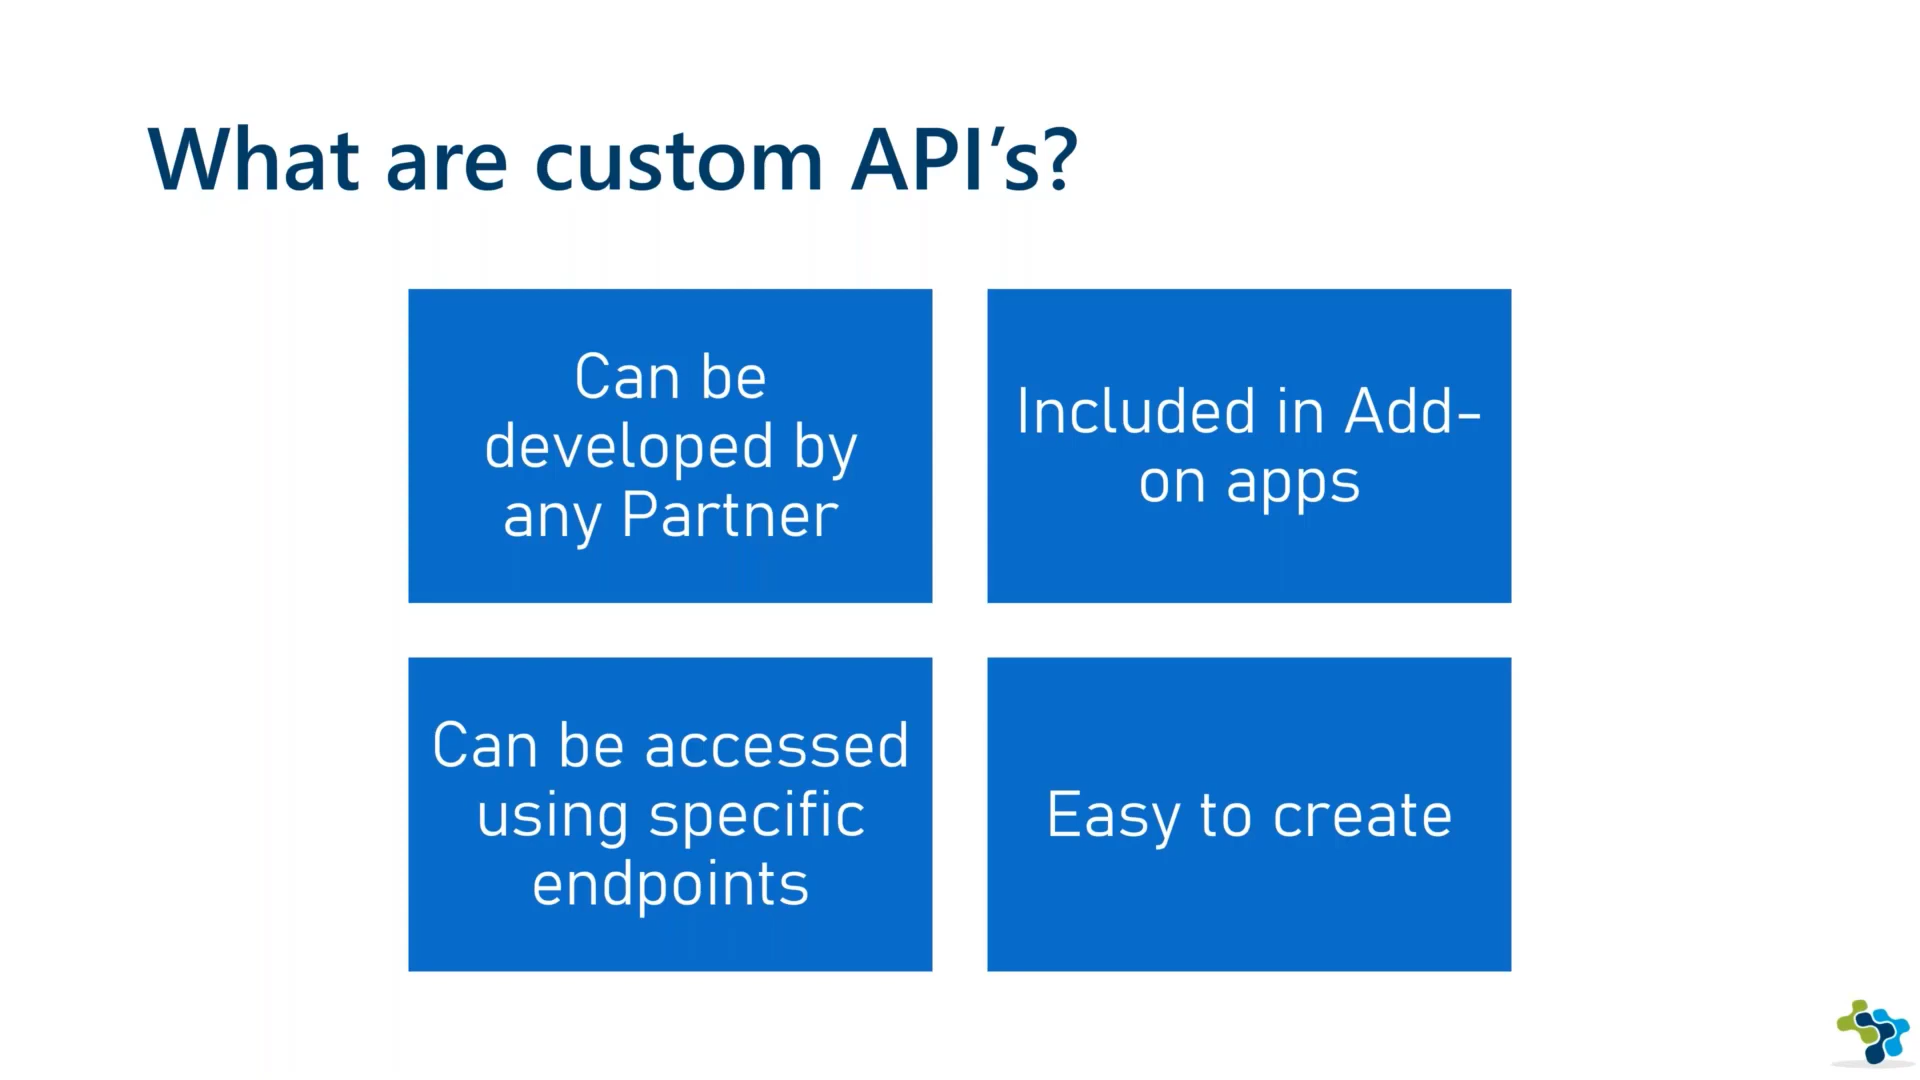 What are custom API’s?
Can be
developed by
any Partner
Included in Add-
on apps
Can be accessed
using specific
endpoints
Easy to create